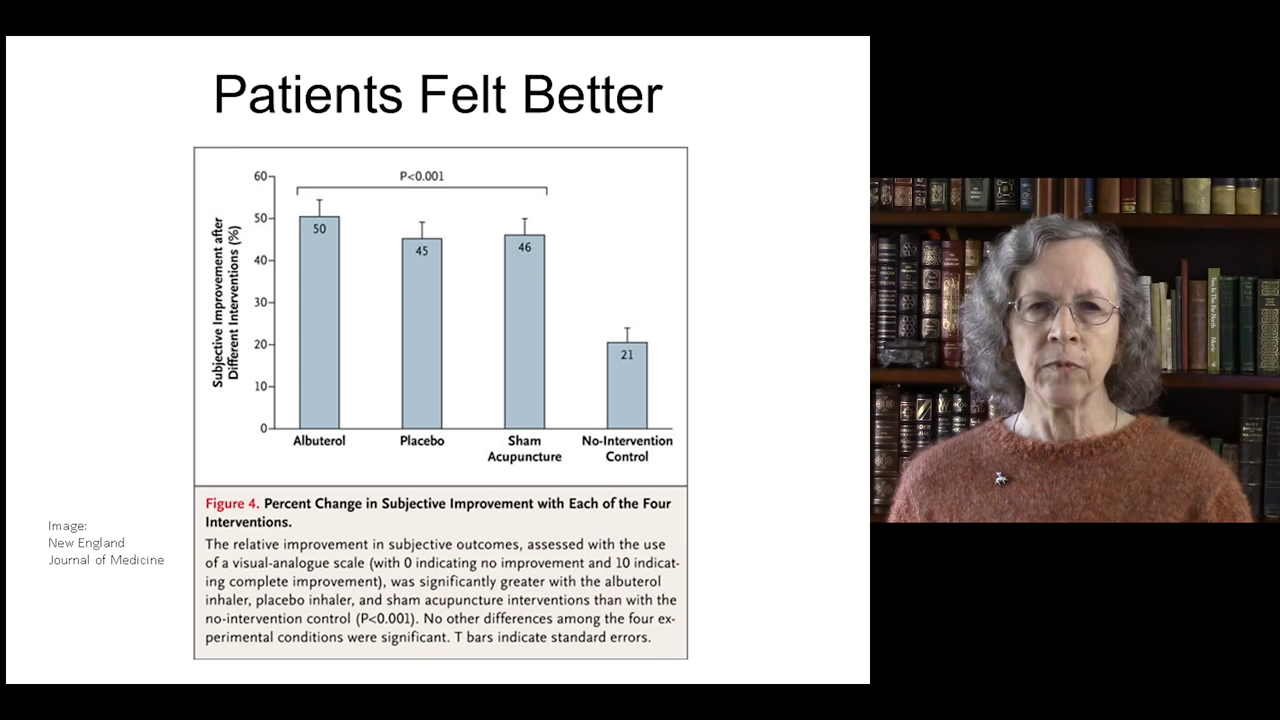 Patients Felt Better
60
50
40
30
20
10
0
Subjective Improvement after
Different Interventions (%)
P<0.001
50
45
46
21
Albuterol
Placebo
Sham
Acupuncture
No-Intervention
Control
Figure 4. Percent Change in Subjective Improvement with Each of the Four
Interventions.
The relative improvement in subjective outcomes, assessed with the use
of a visual-analogue scale (with 0 indicating no improvement and 10 indicat-
ing complete improvement), was significantly greater with the albuterol
inhaler, placebo inhaler, and sham acupuncture interventions than with the
no-intervention control (P<0.001). No other differences among the four ex-
perimental conditions were significant. T bars indicate standard errors.
Image:
New England
Journal of Medicine